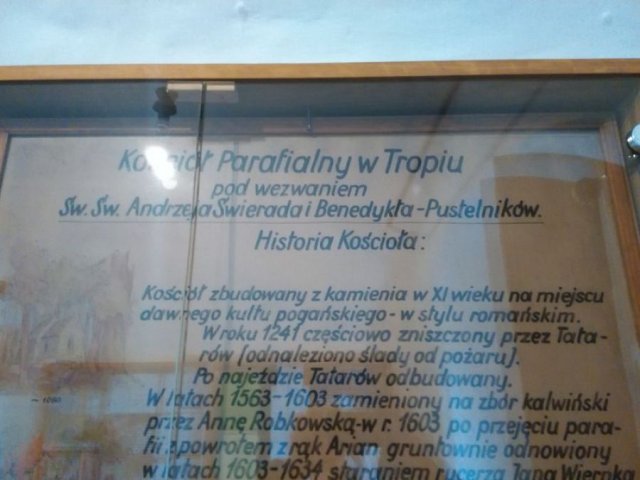 Kościół Parafialny w Tropiu
pod wezwaniem
Św. Św. Andrzeja Świerada i Benedykta-Pustelników.
Historia Kościoła:
Kościół zbudowany z kamienia w XI wieku na miejscu
dawnego kultu pogańskiego - w stylu romańskim.
W roku 1241 częściowo zniszczony przez Tata-
rów [odnaleziono ślady od pożaru].
Po najeździe Tatarów odbudowany.
~ 1090
W latach 1563-1603 zamieniony na zbór kalwiński
przez Annę Robkowską - w r. 1603 po przejęciu para-
fii z powrotem z rąk Arian gruntownie odnowiony
w latach 1603-1634 staraniem rycerza Jana Wierpka